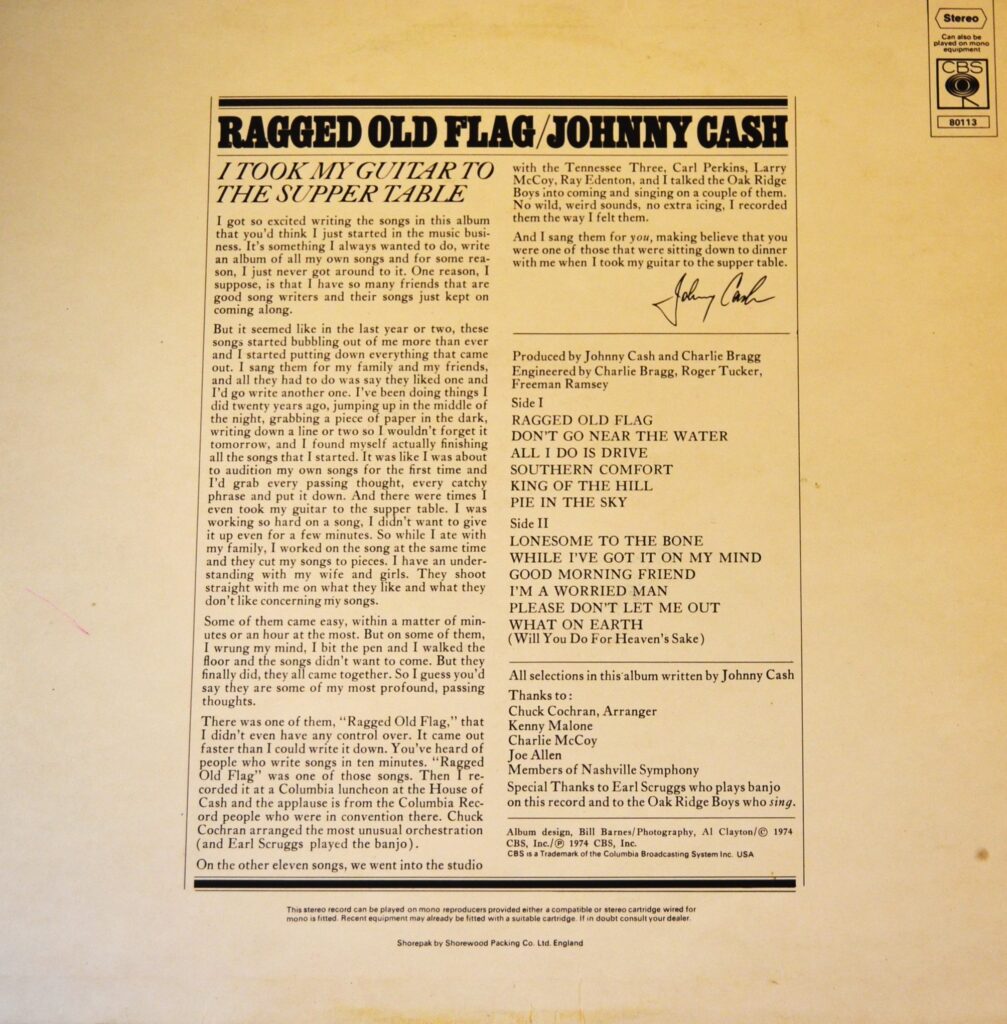 Stereo
Can also be
played on mono
equipment
CBS
80113
RAGGED OLD FLAG/JOHNNY CASH
I TOOK MY GUITAR TO
THE SUPPER TABLE
I got so excited writing the songs in this album
that you'd think I just started in the music busi-
ness. It's something I always wanted to do, write
an album of all my own songs and for some rea-
son, I just never got around to it. One reason, I
suppose, is that I have so many friends that are
good song writers and their songs just kept on
coming along.
But it seemed like in the last year or two, these
songs started bubbling out of me more than ever
and I started putting down everything that came
out. I sang them for my family and my friends,
and all they had to do was say they liked one and
I'd go write another one. I've been doing things I
did twenty years ago, jumping up in the middle of
the night, grabbing a piece of paper in the dark,
writing down a line or two so I wouldn't forget it
tomorrow, and I found myself actually finishing
all the songs that I started. It was like I was about
to audition my own songs for the first time and
I'd grab every passing thought, every catchy
phrase and put it down. And there were times I
even took my guitar to the supper table. I was
working so hard on a song, I didn't want to give
it up even for a few minutes. So while I ate with
my family, I worked on the song at the same time
and they cut my songs to pieces. I have an under-
standing with my wife and girls. They shoot
straight with me on what they like and what they
don't like concerning my songs.
Some of them came easy, within a matter of min-
utes or an hour at the most. But on some of them,
I wrung my mind, I bit the pen and I walked the
floor and the songs didn't want to come. But they
finally did, they all came together. So I guess you'd
say they are some of my most profound, passing
thoughts.
There was one of them, "Ragged Old Flag," that
I didn't even have any control over. It came out
faster than I could write it down. You've heard of
people who write songs in ten minutes. "Ragged
Old Flag" was one of those songs. Then I re-
corded it at a Columbia luncheon at the House of
Cash and the applause is from the Columbia Rec-
ord people who were in convention there. Chuck
Cochran arranged the most unusual orchestration
(and Earl Scruggs played the banjo).
On the other eleven songs, we went into the studio
with the Tennessee Three, Carl Perkins, Larry
McCoy, Ray Edenton, and I talked the Oak Ridge
Boys into coming and singing on a couple of them.
No wild, weird sounds, no extra icing, I recorded
them the way I felt them.
And I sang them for you, making believe that you
were one of those that were sitting down to dinner
with me when I took my guitar to the supper table.
Johnny Cash
Produced by Johnny Cash and Charlie Bragg
Engineered by Charlie Bragg, Roger Tucker,
Freeman Ramsey
Side I
RAGGED OLD FLAG
DON'T GO NEAR THE WATER
ALL I DO IS DRIVE
SOUTHERN COMFORT
KING OF THE HILL
PIE IN THE SKY
Side II
LONESOME TO THE BONE
WHILE I'VE GOT IT ON MY MIND
GOOD MORNING FRIEND
I'M A WORRIED MAN
PLEASE DON'T LET ME OUT
WHAT ON EARTH
(Will You Do For Heaven's Sake)
All selections in this album written by Johnny Cash
Thanks to:
Chuck Cochran, Arranger
Kenny Malone
Charlie McCoy
Joe Allen
Members of Nashville Symphony
Special Thanks to Earl Scruggs who plays banjo
on this record and to the Oak Ridge Boys who sing.
Album design, Bill Barnes/Photography, Al Clayton/© 1974
CBS, Inc./℗ 1974 CBS, Inc.
CBS is a Trademark of the Columbia Broadcasting System Inc. USA
This stereo record can be played on mono reproducers provided either a compatible or stereo cartridge wired for
mono is fitted. Recent equipment may already be fitted with a suitable cartridge. If in doubt consult your dealer.
Shorepak by Shorewood Packing Co. Ltd. England